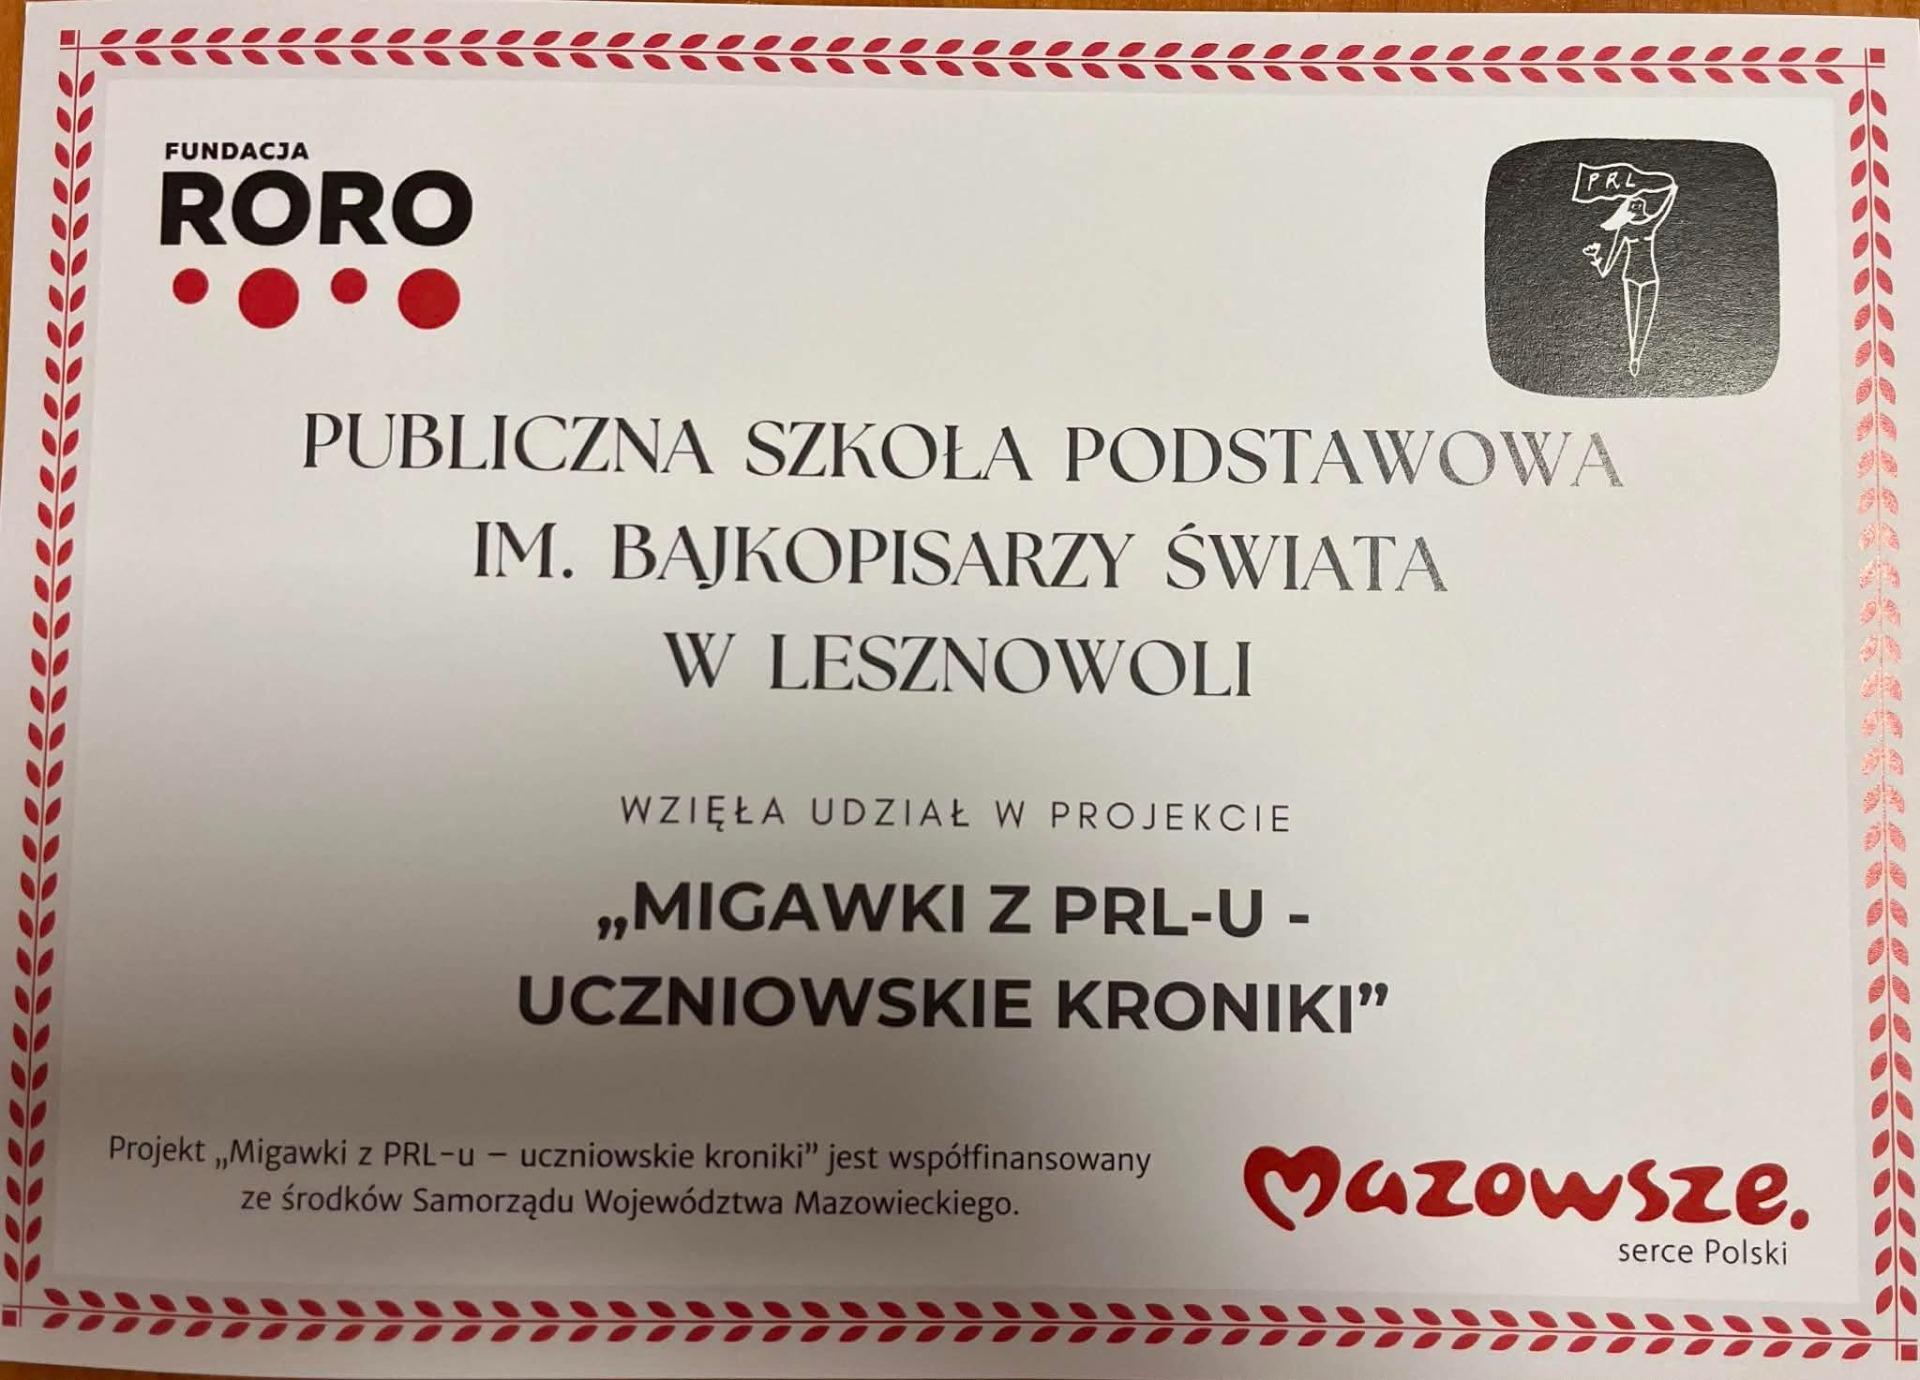 FUNDACJA
RORO
PRL
PUBLICZNA SZKOŁA PODSTAWOWA
IM. BAJKOPISARZY ŚWIATA
W LESZNOWOLI
WZIĘŁA UDZIAŁ W PROJEKCIE
„MIGAWKI Z PRL-U -
UCZNIOWSKIE KRONIKI”
Projekt „Migawki z PRL-u – uczniowskie kroniki” jest współfinansowany
ze środków Samorządu Województwa Mazowieckiego.
Mazowsze.
serce Polski